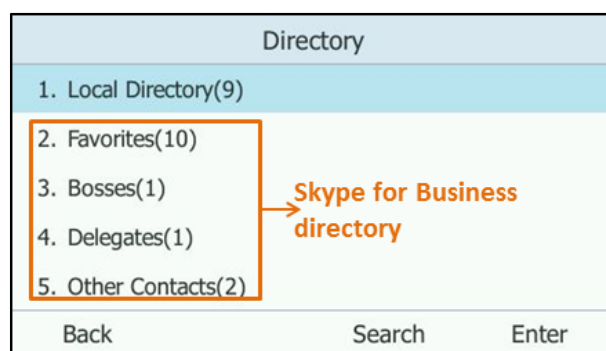 Directory
1. Local Directory(9)
2. Favorites(10)
3. Bosses(1)
4. Delegates(1)
5. Other Contacts(2)
Skype for Business
directory
Back Search Enter